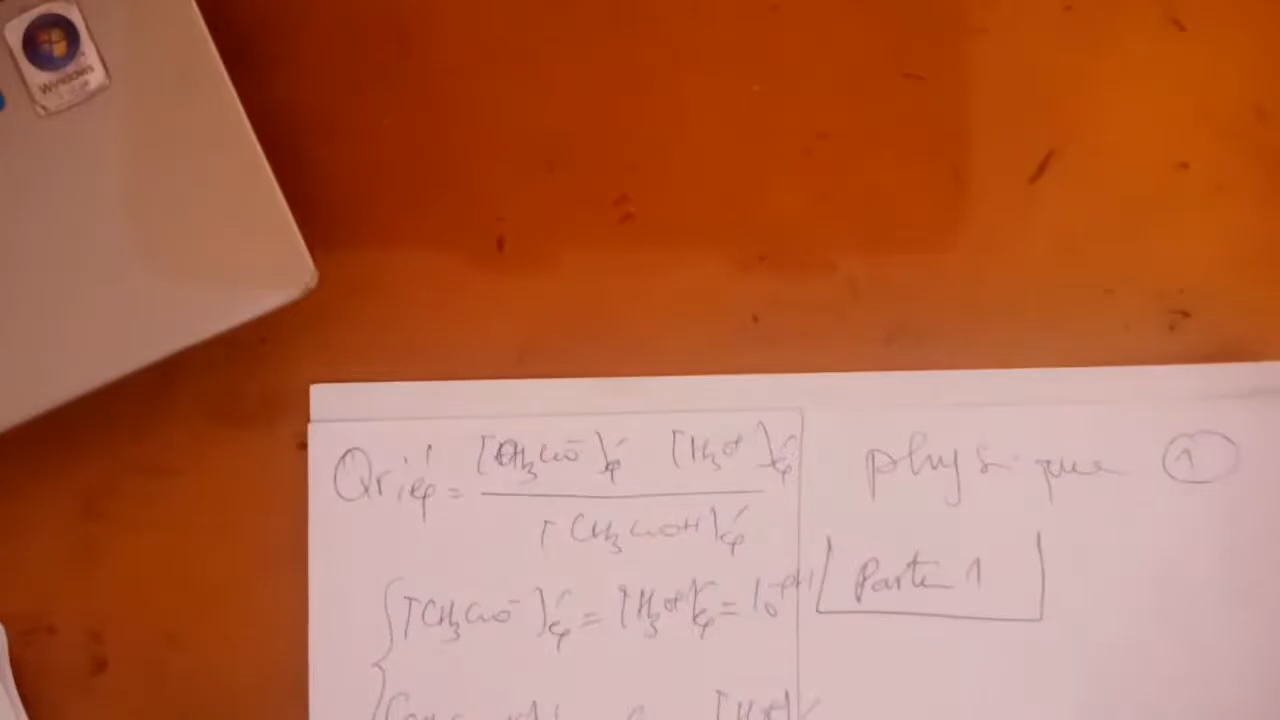 Windows
Qr,éq = [CH3COO-]éq [H3O+]éq / [CH3COOH]éq
[CH3COO-]éq = [H3O+]éq = 10^-pH
physique 1
Partie 1